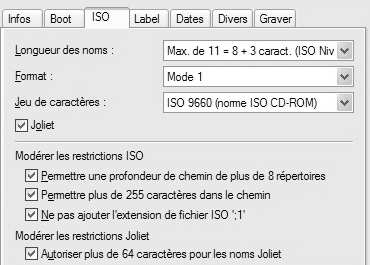 Infos Boot ISO Label Dates Divers Graver
Longueur des noms : Max. de 11 = 8 + 3 caract. (ISO Niv
Format : Mode 1
Jeu de caractères : ISO 9660 (norme ISO CD-ROM)
Joliet
Modérer les restrictions ISO
Permettre une profondeur de chemin de plus de 8 répertoires
Permettre plus de 255 caractères dans le chemin
Ne pas ajouter l'extension de fichier ISO ';1'
Modérer les restrictions Joliet
Autoriser plus de 64 caractères pour les noms Joliet